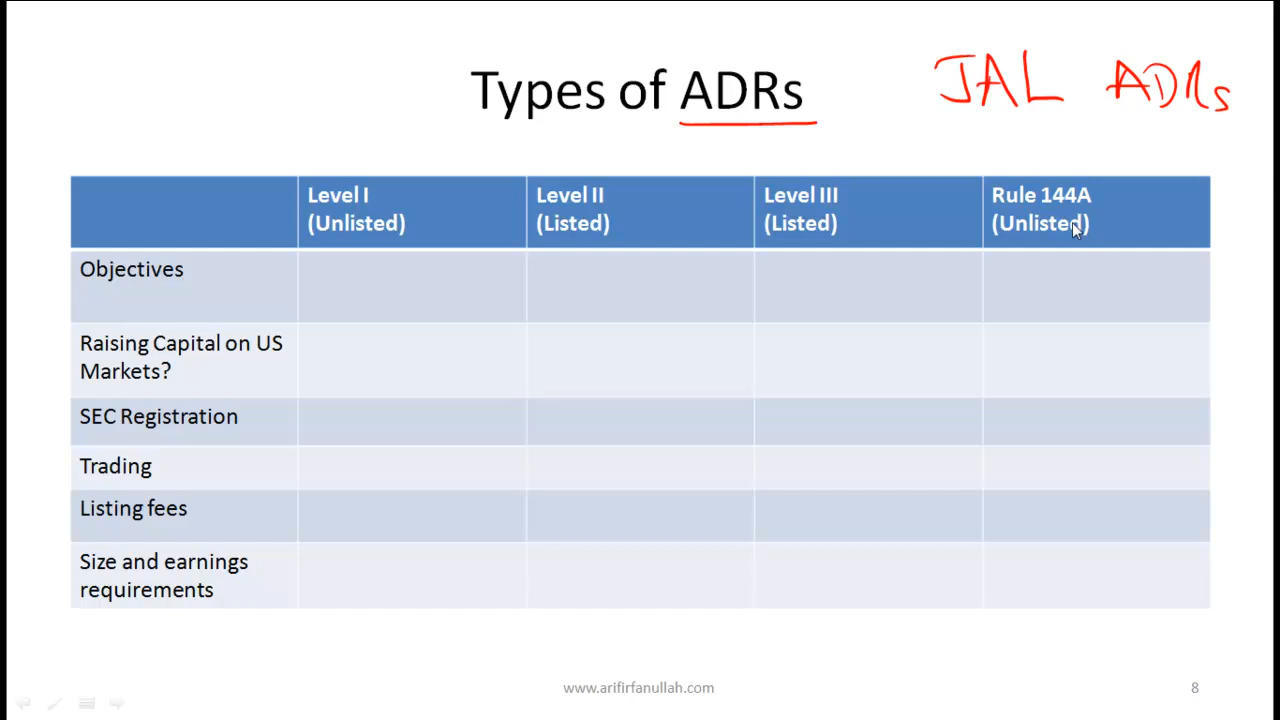 Types of ADRs
JAL ADRs
Level I
(Unlisted)
Level II
(Listed)
Level III
(Listed)
Rule 144A
(Unlisted)
Objectives
Raising Capital on US
Markets?
SEC Registration
Trading
Listing fees
Size and earnings
requirements
www.arifirfanullah.com
8